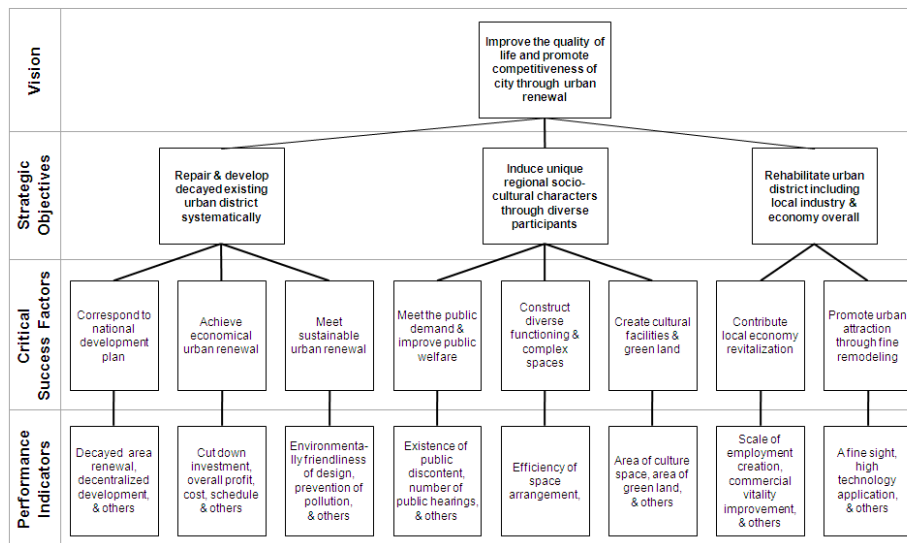 Vision
Improve the quality of
life and promote
competitiveness of
city through urban
renewal
Strategic
Objectives
Repair & develop
decayed existing
urban district
systematically
Induce unique
regional socio-
cultural characters
through diverse
participants
Rehabilitate urban
district including
local industry &
economy overall
Critical
Success Factors
Correspond to
national
development
plan
Achieve
economical
urban renewal
Meet
sustainable
urban renewal
Meet the public
demand &
improve public
welfare
Construct
diverse
functioning &
complex
spaces
Create cultural
facilities &
green land
Contribute
local economy
revitalization
Promote urban
attraction
through fine
remodeling
Performance
Indicators
Decayed area
renewal,
decentralized
development,
& others
Cut down
investment,
overall profit,
cost, schedule
& others
Environmenta-
lly friendliness
of design,
prevention of
pollution,
& others
Existence of
public
discontent,
number of
public hearings,
& others
Efficiency of
space
arrangement,
Area of culture
space, area of
green land,
& others
Scale of
employment
creation,
commercial
vitality
improvement,
& others
A fine sight,
high
technology
application,
& others